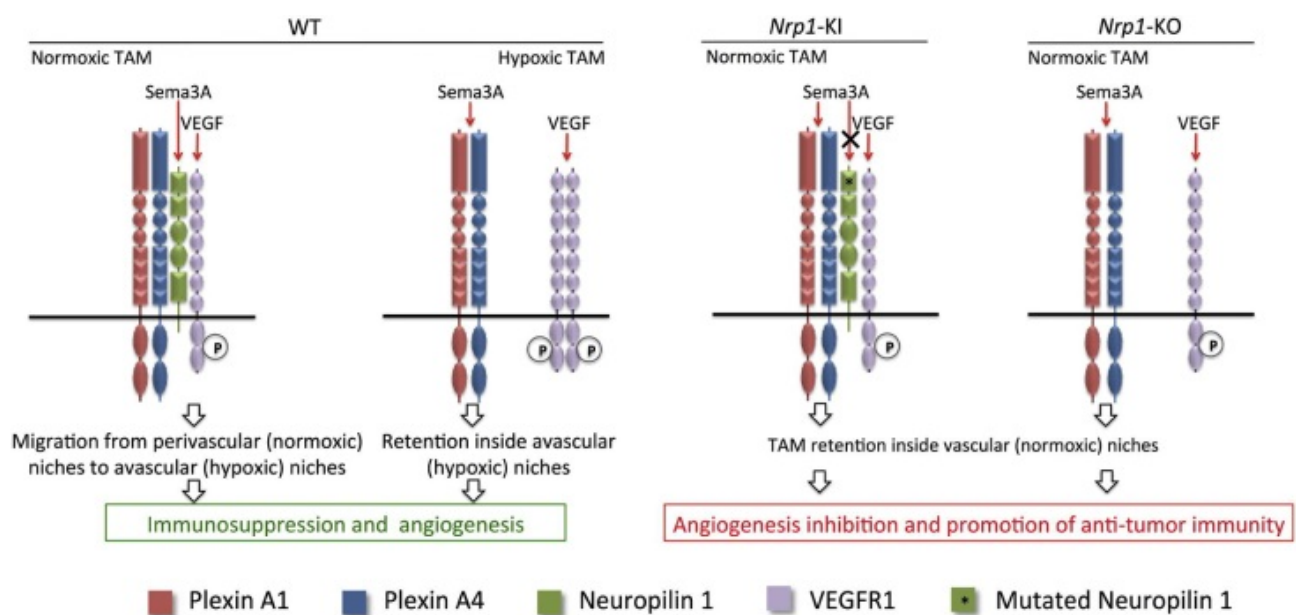 WT
Nrp1-KI
Nrp1-KO
Normoxic TAM
Hypoxic TAM
Normoxic TAM
Normoxic TAM
Sema3A
VEGF
Sema3A
VEGF
Sema3A
VEGF
Sema3A
VEGF
P
P
P
P
P
Migration from perivascular (normoxic)
niches to avascular (hypoxic) niches
Retention inside avascular
(hypoxic) niches
TAM retention inside vascular (normoxic) niches
Immunosuppression and angiogenesis
Angiogenesis inhibition and promotion of anti-tumor immunity
Plexin A1
Plexin A4
Neuropilin 1
VEGFR1
Mutated Neuropilin 1